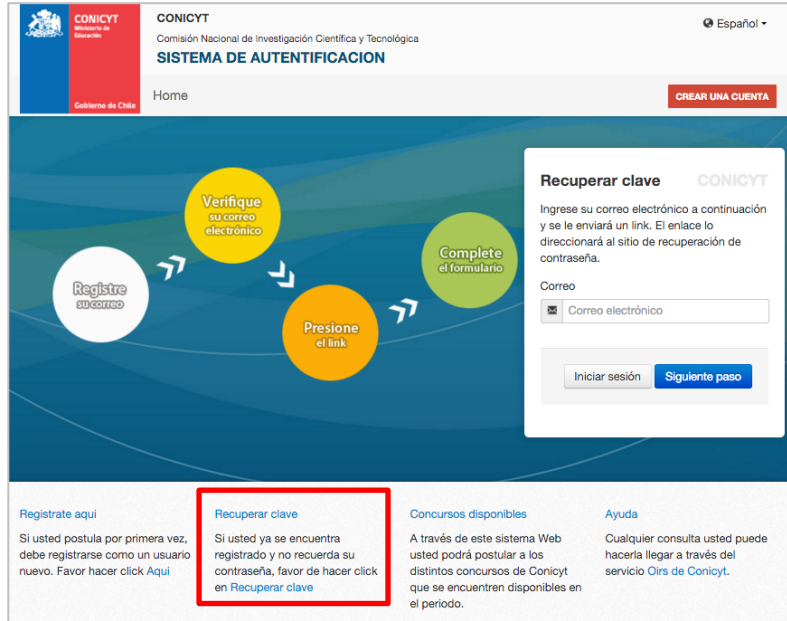 CONICYT
Ministerio de
Educación
Gobierno de Chile
CONICYT
Comisión Nacional de Investigación Científica y Tecnológica
SISTEMA DE AUTENTIFICACION
Español
Home
CREAR UNA CUENTA
Registre
su correo
Verifique
su correo
electrónico
Presione
el link
Complete
el formulario
Recuperar clave
CONICYT
Ingrese su correo electrónico a continuación
y se le enviará un link. El enlace lo
direccionará al sitio de recuperación de
contraseña.
Correo
Correo electrónico
Iniciar sesión
Siguiente paso
Registrate aqui
Si usted postula por primera vez,
debe registrarse como un usuario
nuevo. Favor hacer click Aqui
Recuperar clave
Si usted ya se encuentra
registrado y no recuerda su
contraseña, favor de hacer click
en Recuperar clave
Concursos disponibles
A través de este sistema Web
usted podrá postular a los
distintos concursos de Conicyt
que se encuentren disponibles en
el periodo.
Ayuda
Cualquier consulta usted puede
hacerla llegar a través del
servicio Oirs de Conicyt.